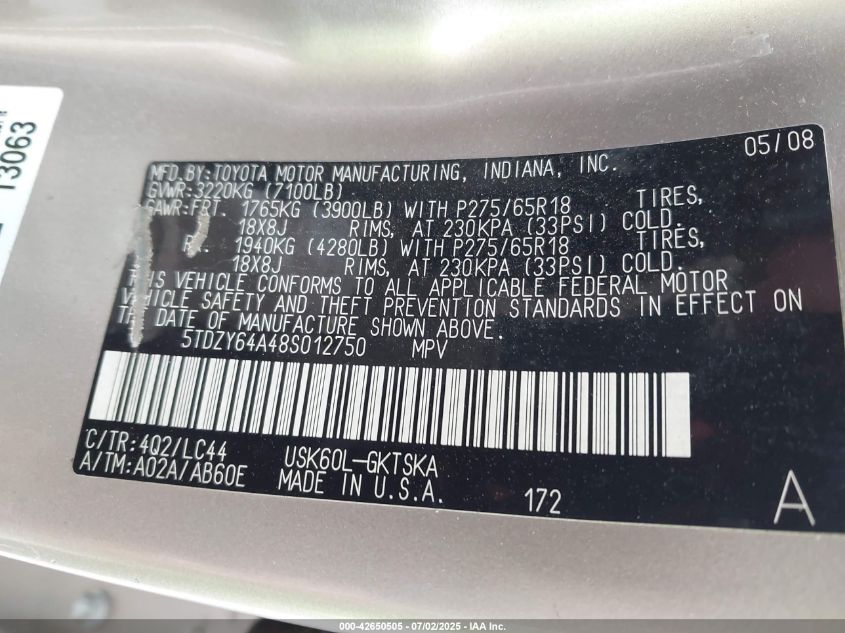 13063
05/08
MFD.BY:TOYOTA MOTOR MANUFACTURING, INDIANA, INC.
GVWR:3220KG (7100LB)
GAWR:FRT. 1765KG (3900LB) WITH P275/65R18 TIRES,
18X8J RIMS, AT 230KPA (33PSI) COLD.
RR. 1940KG (4280LB) WITH P275/65R18 TIRES,
18X8J RIMS, AT 230KPA (33PSI) COLD.
THIS VEHICLE CONFORMS TO ALL APPLICABLE FEDERAL MOTOR
VEHICLE SAFETY AND THEFT PREVENTION STANDARDS IN EFFECT ON
THE DATE OF MANUFACTURE SHOWN ABOVE.
5TDZY64A48S012750 MPV
C/TR:4Q2/LC44 USK60L-GKTSKA
A/TM:A02A/AB60E MADE IN U.S.A.
172 A
000-42650505 - 07/02/2025 - IAA Inc.